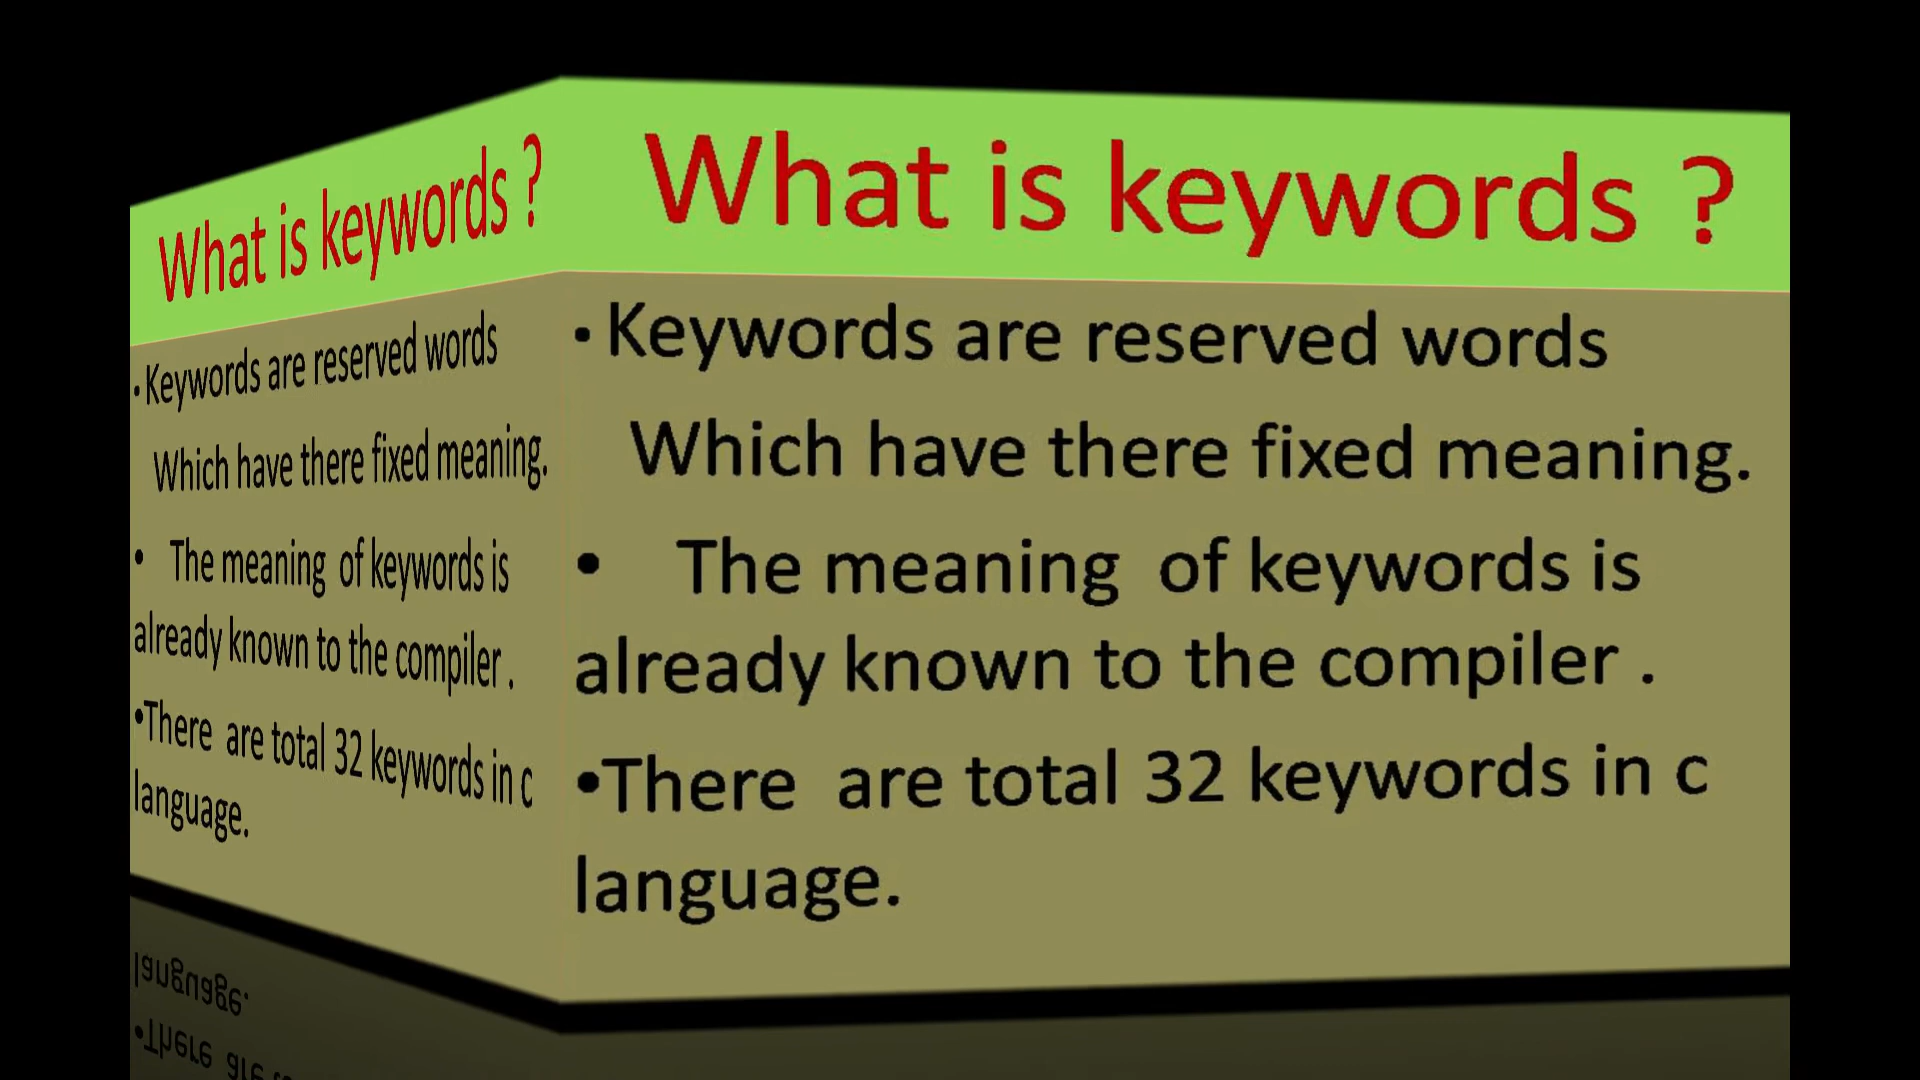 What is keywords ?
• Keywords are reserved words
Which have there fixed meaning.
• The meaning of keywords is
already known to the compiler .
•There are total 32 keywords in c
language.
What is keywords ?
• Keywords are reserved words
Which have there fixed meaning.
• The meaning of keywords is
already known to the compiler .
•There are total 32 keywords in c
language.
language.
•There are